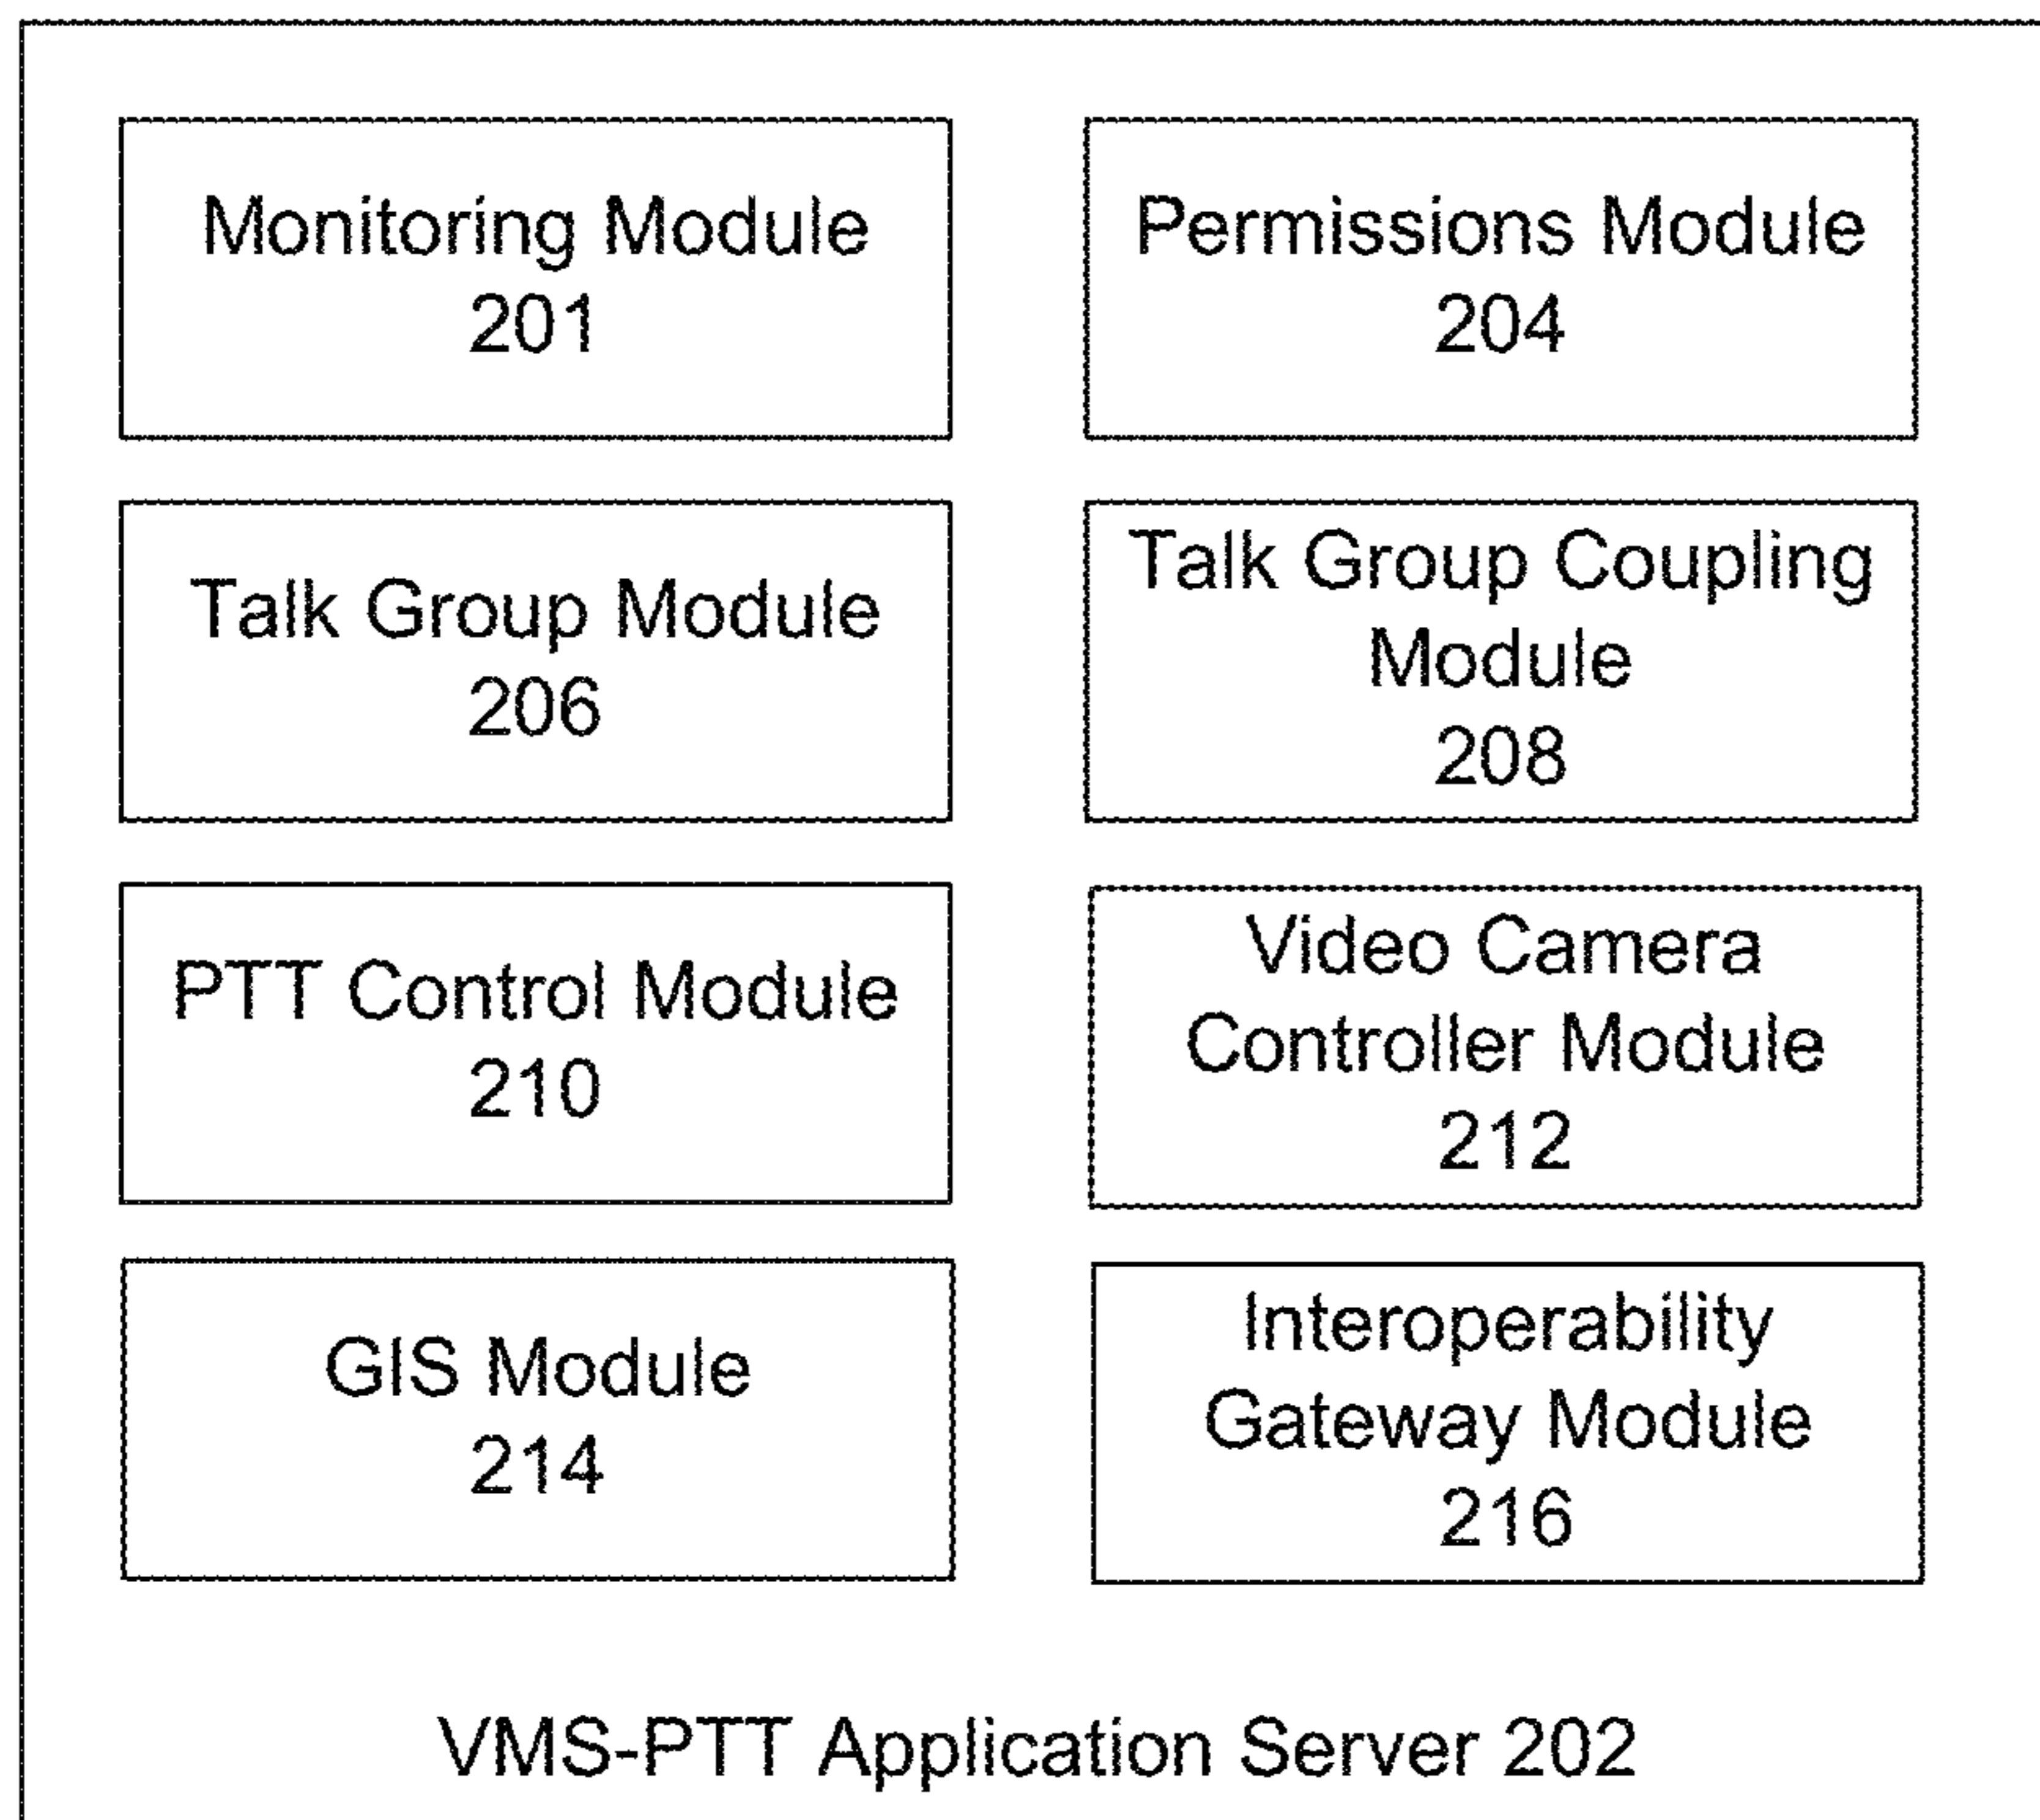 Monitoring Module
201
Permissions Module
204
Talk Group Module
206
Talk Group Coupling
Module
208
PTT Control Module
210
Video Camera
Controller Module
212
GIS Module
214
Interoperability
Gateway Module
216
VMS-PTT Application Server 202